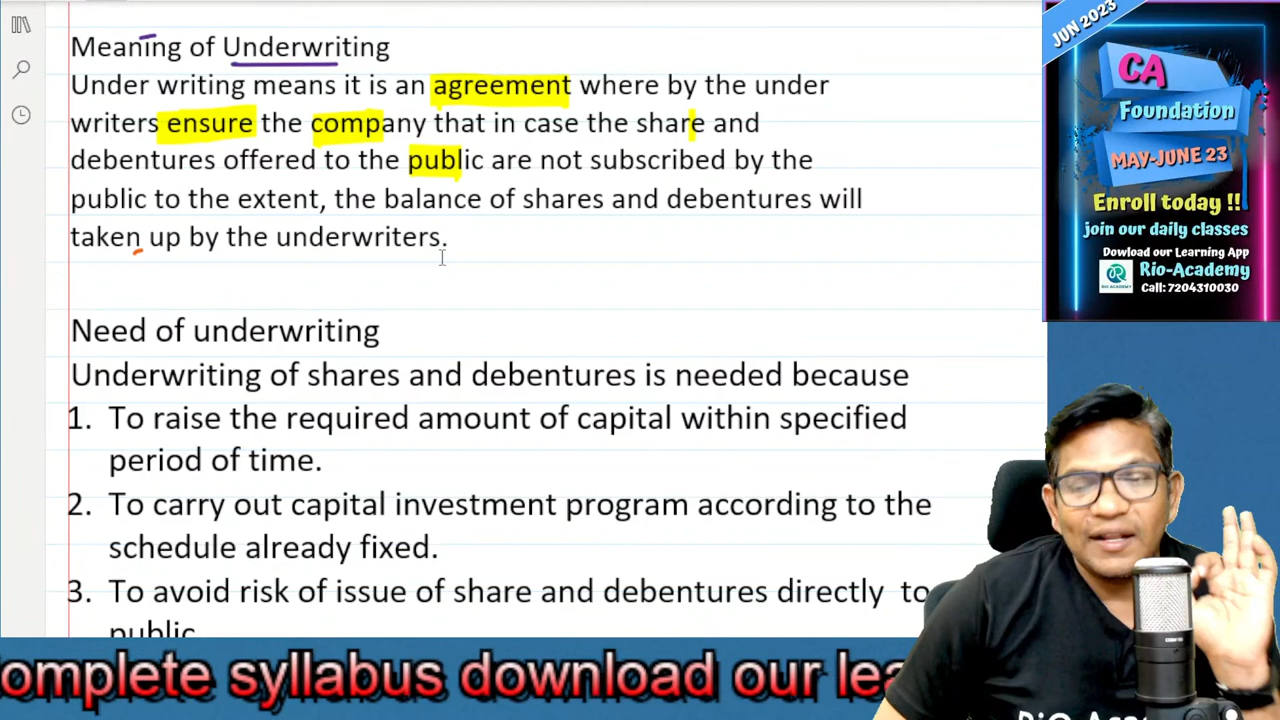 Meaning of Underwriting
Under writing means it is an agreement where by the under
writers ensure the company that in case the share and
debentures offered to the public are not subscribed by the
public to the extent, the balance of shares and debentures will
taken up by the underwriters.
Need of underwriting
Underwriting of shares and debentures is needed because
1. To raise the required amount of capital within specified
period of time.
2. To carry out capital investment program according to the
schedule already fixed.
3. To avoid risk of issue of share and debentures directly to
public
JUN 2023
CA
Foundation
MAY-JUNE 23
Enroll today !!
join our daily classes
Dowload our Learning App
RIO ACADEMY
Rio-Academy
Call: 7204310030
omplete syllabus download our lea